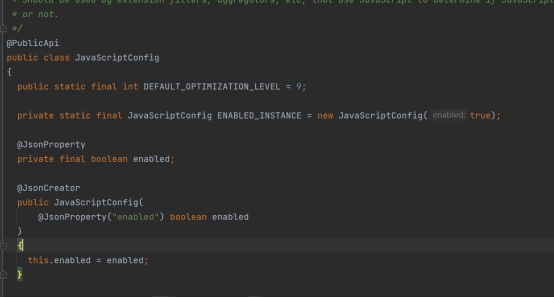 * Should be used by extension filters, aggregators, etc, that use JavaScript to determine if JavaScript
* or not.
*/
@PublicApi
public class JavaScriptConfig
{
public static final int DEFAULT_OPTIMIZATION_LEVEL = 9;
private static final JavaScriptConfig ENABLED_INSTANCE = new JavaScriptConfig( enabled: true);
@JsonProperty
private final boolean enabled;
@JsonCreator
public JavaScriptConfig(
@JsonProperty("enabled") boolean enabled
)
{
this.enabled = enabled;
}